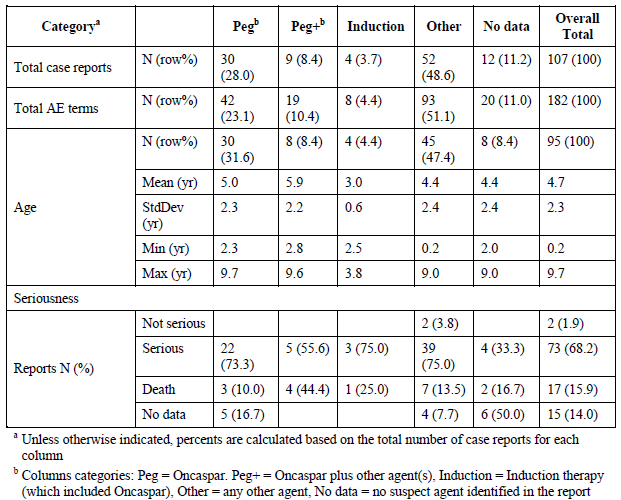 Categoryᵃ Pegᵇ Peg+ᵇ Induction Other No data Overall Total
Total case reports N (row%) 30 (28.0) 9 (8.4) 4 (3.7) 52 (48.6) 12 (11.2) 107 (100)
Total AE terms N (row%) 42 (23.1) 19 (10.4) 8 (4.4) 93 (51.1) 20 (11.0) 182 (100)
Age N (row%) 30 (31.6) 8 (8.4) 4 (4.4) 45 (47.4) 8 (8.4) 95 (100)
Mean (yr) 5.0 5.9 3.0 4.4 4.4 4.7
StdDev (yr) 2.3 2.2 0.6 2.4 2.4 2.3
Min (yr) 2.3 2.8 2.5 0.2 2.0 0.2
Max (yr) 9.7 9.6 3.8 9.0 9.0 9.7
Seriousness
Reports N (%) Not serious 2 (3.8) 2 (1.9)
Serious 22 (73.3) 5 (55.6) 3 (75.0) 39 (75.0) 4 (33.3) 73 (68.2)
Death 3 (10.0) 4 (44.4) 1 (25.0) 7 (13.5) 2 (16.7) 17 (15.9)
No data 5 (16.7) 4 (7.7) 6 (50.0) 15 (14.0)
ᵃ Unless otherwise indicated, percents are calculated based on the total number of case reports for each
column
ᵇ Columns categories: Peg = Oncaspar. Peg+ = Oncaspar plus other agent(s), Induction = Induction therapy
(which included Oncaspar), Other = any other agent, No data = no suspect agent identified in the report